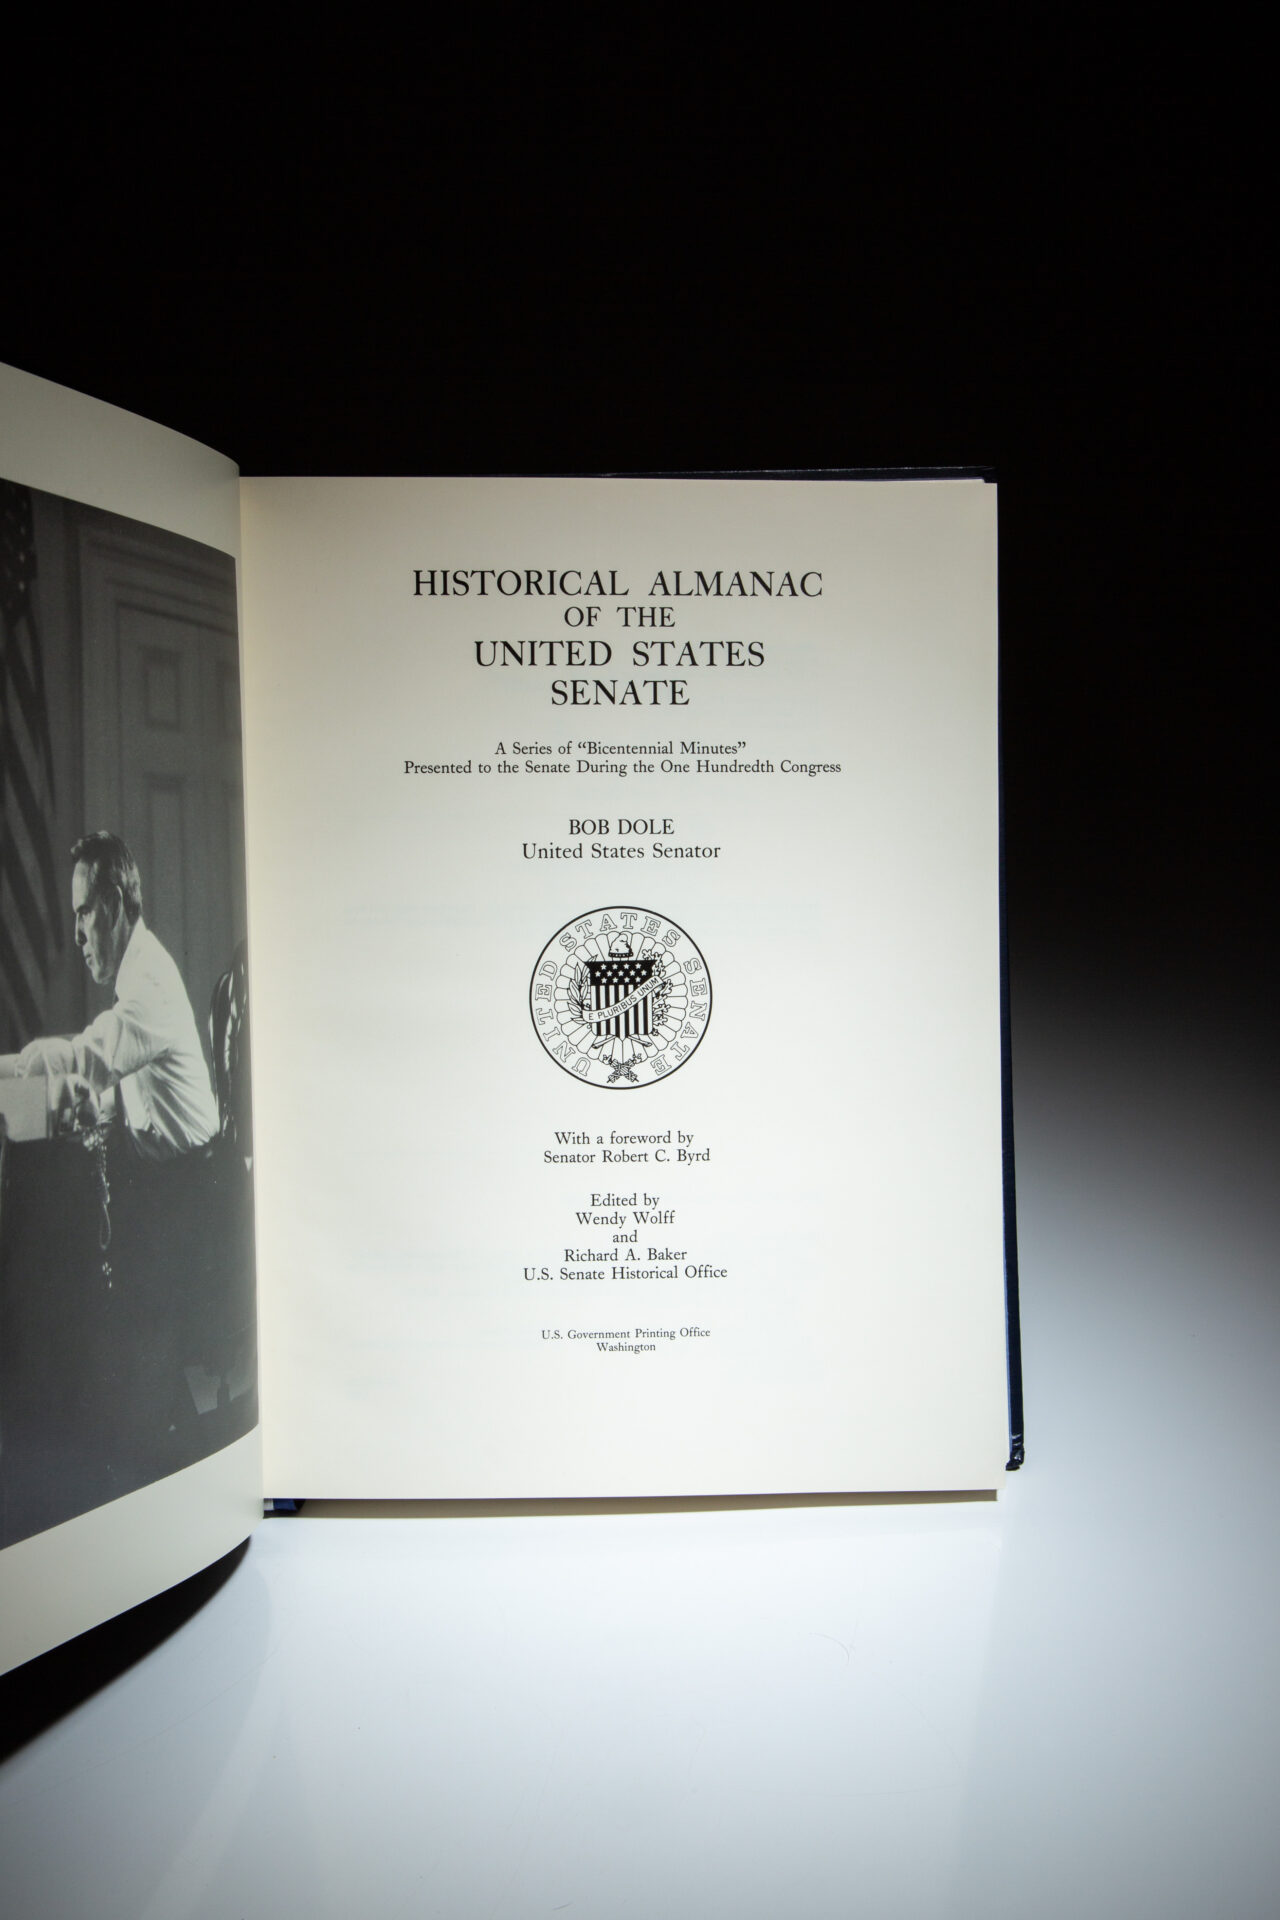 HISTORICAL ALMANAC
OF THE
UNITED STATES
SENATE
A Series of “Bicentennial Minutes”
Presented to the Senate During the One Hundredth Congress
BOB DOLE
United States Senator
UNITED STATES SENATE
E PLURIBUS UNUM
With a foreword by
Senator Robert C. Byrd
Edited by
Wendy Wolff
and
Richard A. Baker
U.S. Senate Historical Office
U.S. Government Printing Office
Washington